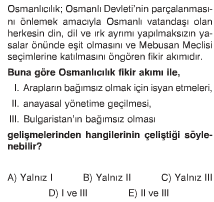 Osmanlıcılık; Osmanlı Devleti'nin parçalanması-
nı önlemek amacıyla Osmanlı vatandaşı olan
herkesin din, dil ve ırk ayrımı yapılmaksızın ya-
salar önünde eşit olmasını ve Mebusan Meclisi
seçimlerine katılmasını öngören fikir akımıdır.
Buna göre Osmanlıcılık fikir akımı ile,
I. Arapların bağımsız olmak için isyan etmeleri,
II. anayasal yönetime geçilmesi,
III. Bulgaristan'ın bağımsız olması
gelişmelerinden hangilerinin çeliştiği söyle-
nebilir?
A) Yalnız I B) Yalnız II C) Yalnız III
D) I ve III E) II ve III